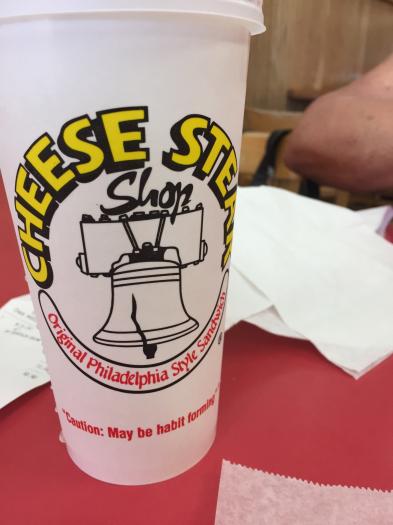 CHEESE STEAK
Shop
Original Philadelphia Style Sandwich
"Caution: May be habit forming"